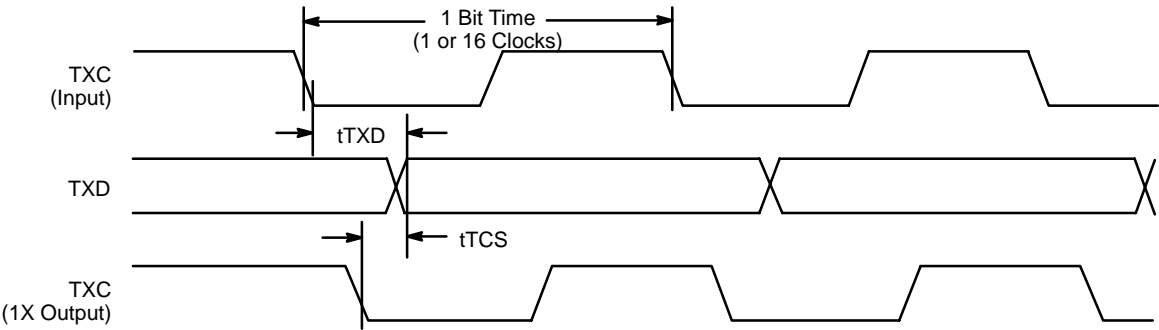 1 Bit Time
(1 or 16 Clocks)
TXC
(Input)
tTXD
TXD
tTCS
TXC
(1X Output)